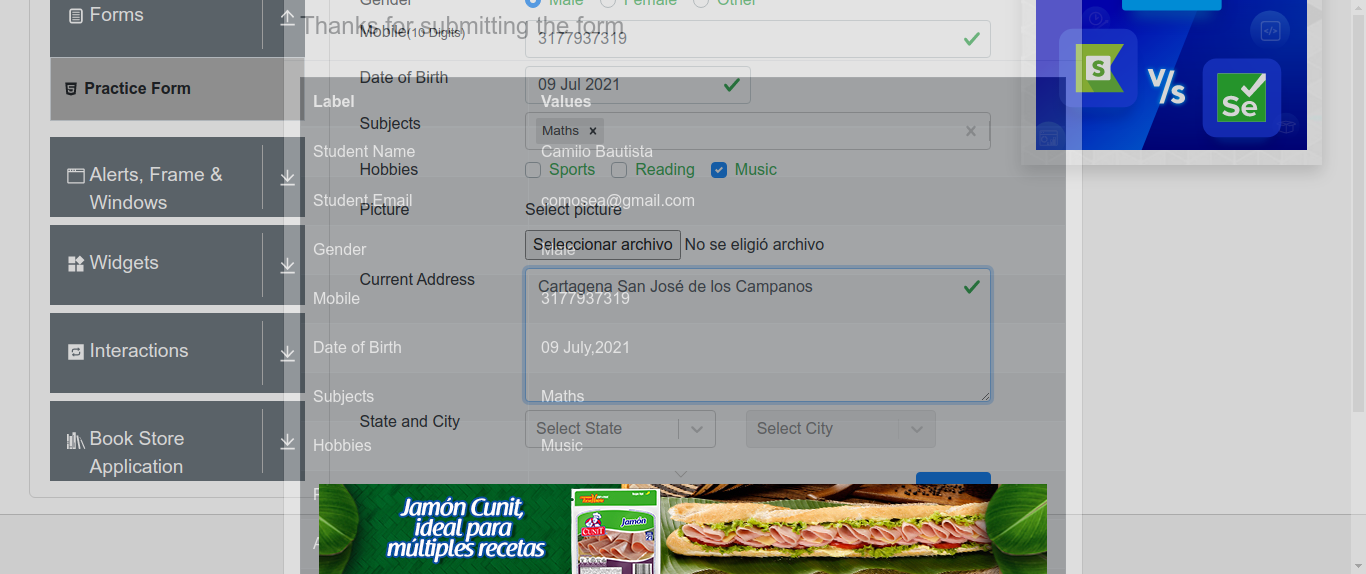 Forms
Practice Form
Alerts, Frame &
Windows
Widgets
Interactions
Book Store
Application
Gender Male Female Other
Thanks for submitting the form
Mobile(10 Digits) 3177937319
Date of Birth 09 Jul 2021
Label Values
Subjects Maths
Student Name Camilo Bautista
Hobbies Sports Reading Music
Student Email comosea@gmail.com
Picture Select picture
Gender Male
Seleccionar archivo No se eligió archivo
Current Address Cartagena San José de los Campanos
Mobile 3177937319
Date of Birth 09 July,2021
Subjects Maths
State and City Select State Select City
Hobbies Music
Jamón Cunit,
ideal para
múltiples recetas
CUNIT
Jamón
S
V/s
Se